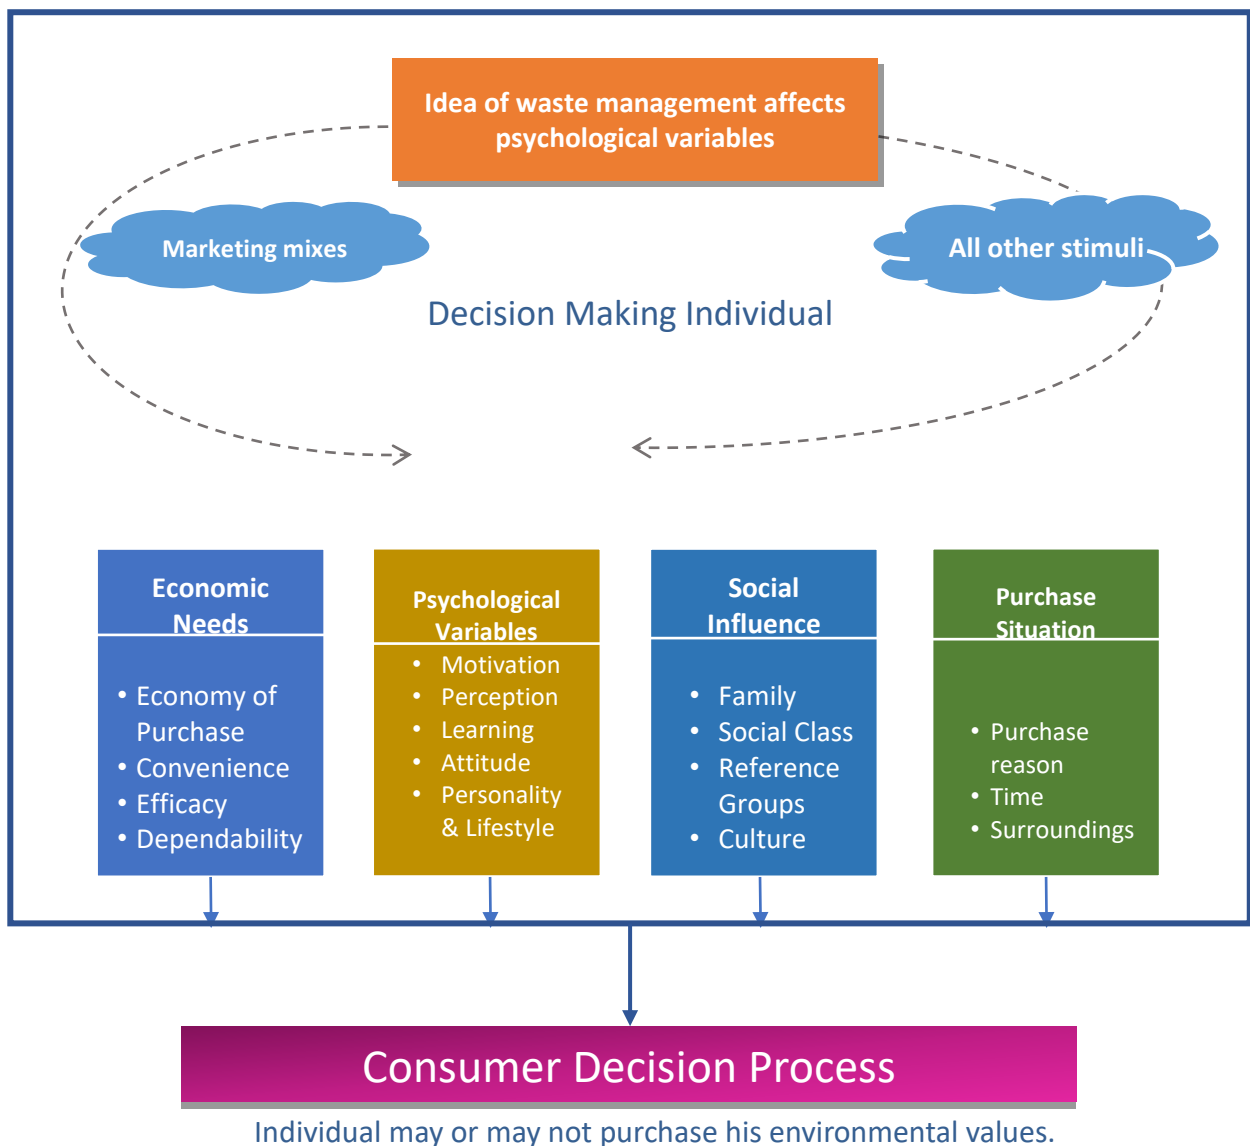 Idea of waste management affects
psychological variables
Marketing mixes
All other stimuli
Decision Making Individual
Economic
Needs
• Economy of
Purchase
• Convenience
• Efficacy
• Dependability
Psychological
Variables
• Motivation
• Perception
• Learning
• Attitude
• Personality
& Lifestyle
Social
Influence
• Family
• Social Class
• Reference
Groups
• Culture
Purchase
Situation
• Purchase
reason
• Time
• Surroundings
Consumer Decision Process
Individual may or may not purchase his environmental values.